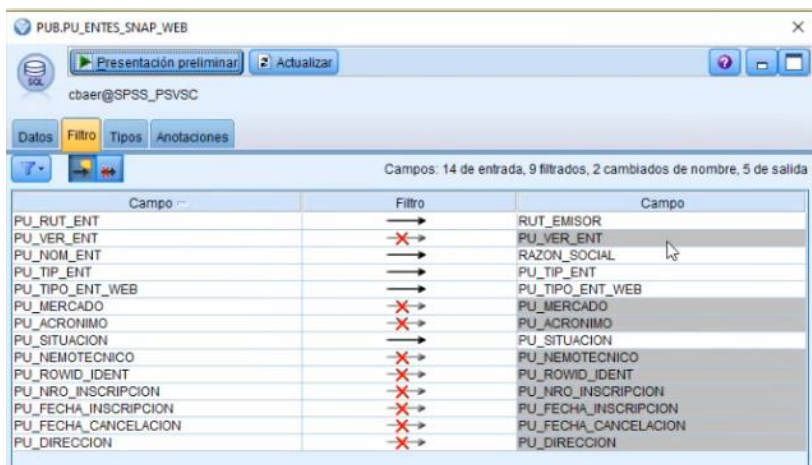 PUB.PU_ENTES_SNAP_WEB
SQL Presentación preliminar Actualizar
cbaer@SPSS_PSVSC
Datos Filtro Tipos Anotaciones
Campos: 14 de entrada, 9 filtrados, 2 cambiados de nombre, 5 de salida
Campo Filtro Campo
PU_RUT_ENT RUT_EMISOR
PU_VER_ENT PU_VER_ENT
PU_NOM_ENT RAZON_SOCIAL
PU_TIP_ENT PU_TIP_ENT
PU_TIPO_ENT_WEB PU_TIPO_ENT_WEB
PU_MERCADO PU_MERCADO
PU_ACRONIMO PU_ACRONIMO
PU_SITUACION PU_SITUACION
PU_NEMOTECNICO PU_NEMOTECNICO
PU_ROWID_IDENT PU_ROWID_IDENT
PU_NRO_INSCRIPCION PU_NRO_INSCRIPCION
PU_FECHA_INSCRIPCION PU_FECHA_INSCRIPCION
PU_FECHA_CANCELACION PU_FECHA_CANCELACION
PU_DIRECCION PU_DIRECCION